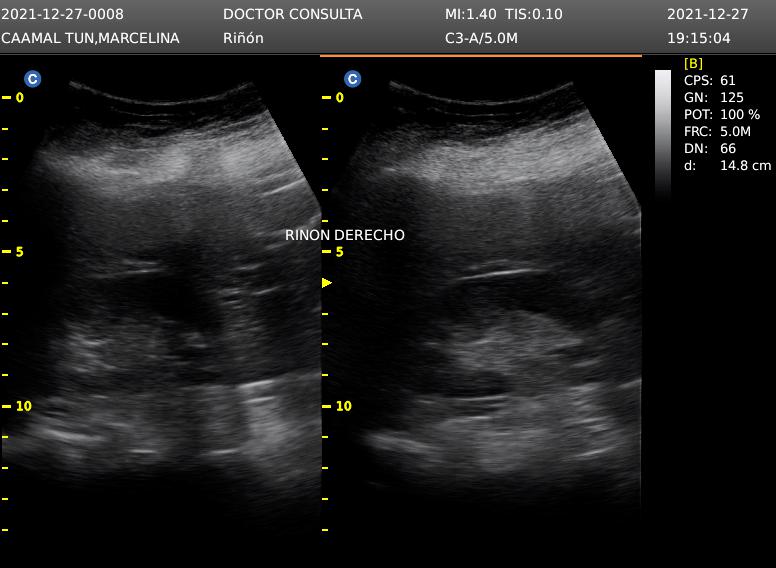 2021-12-27-0008 DOCTOR CONSULTA MI:1.40 TIS:0.10 2021-12-27
CAAMAL TUN,MARCELINA Riñón C3-A/5.0M 19:15:04
C C [B]
0 0 CPS: 61
GN: 125
POT: 100 %
FRC: 5.0M
DN: 66
d: 14.8 cm
RINON DERECHO
5 5
10 10